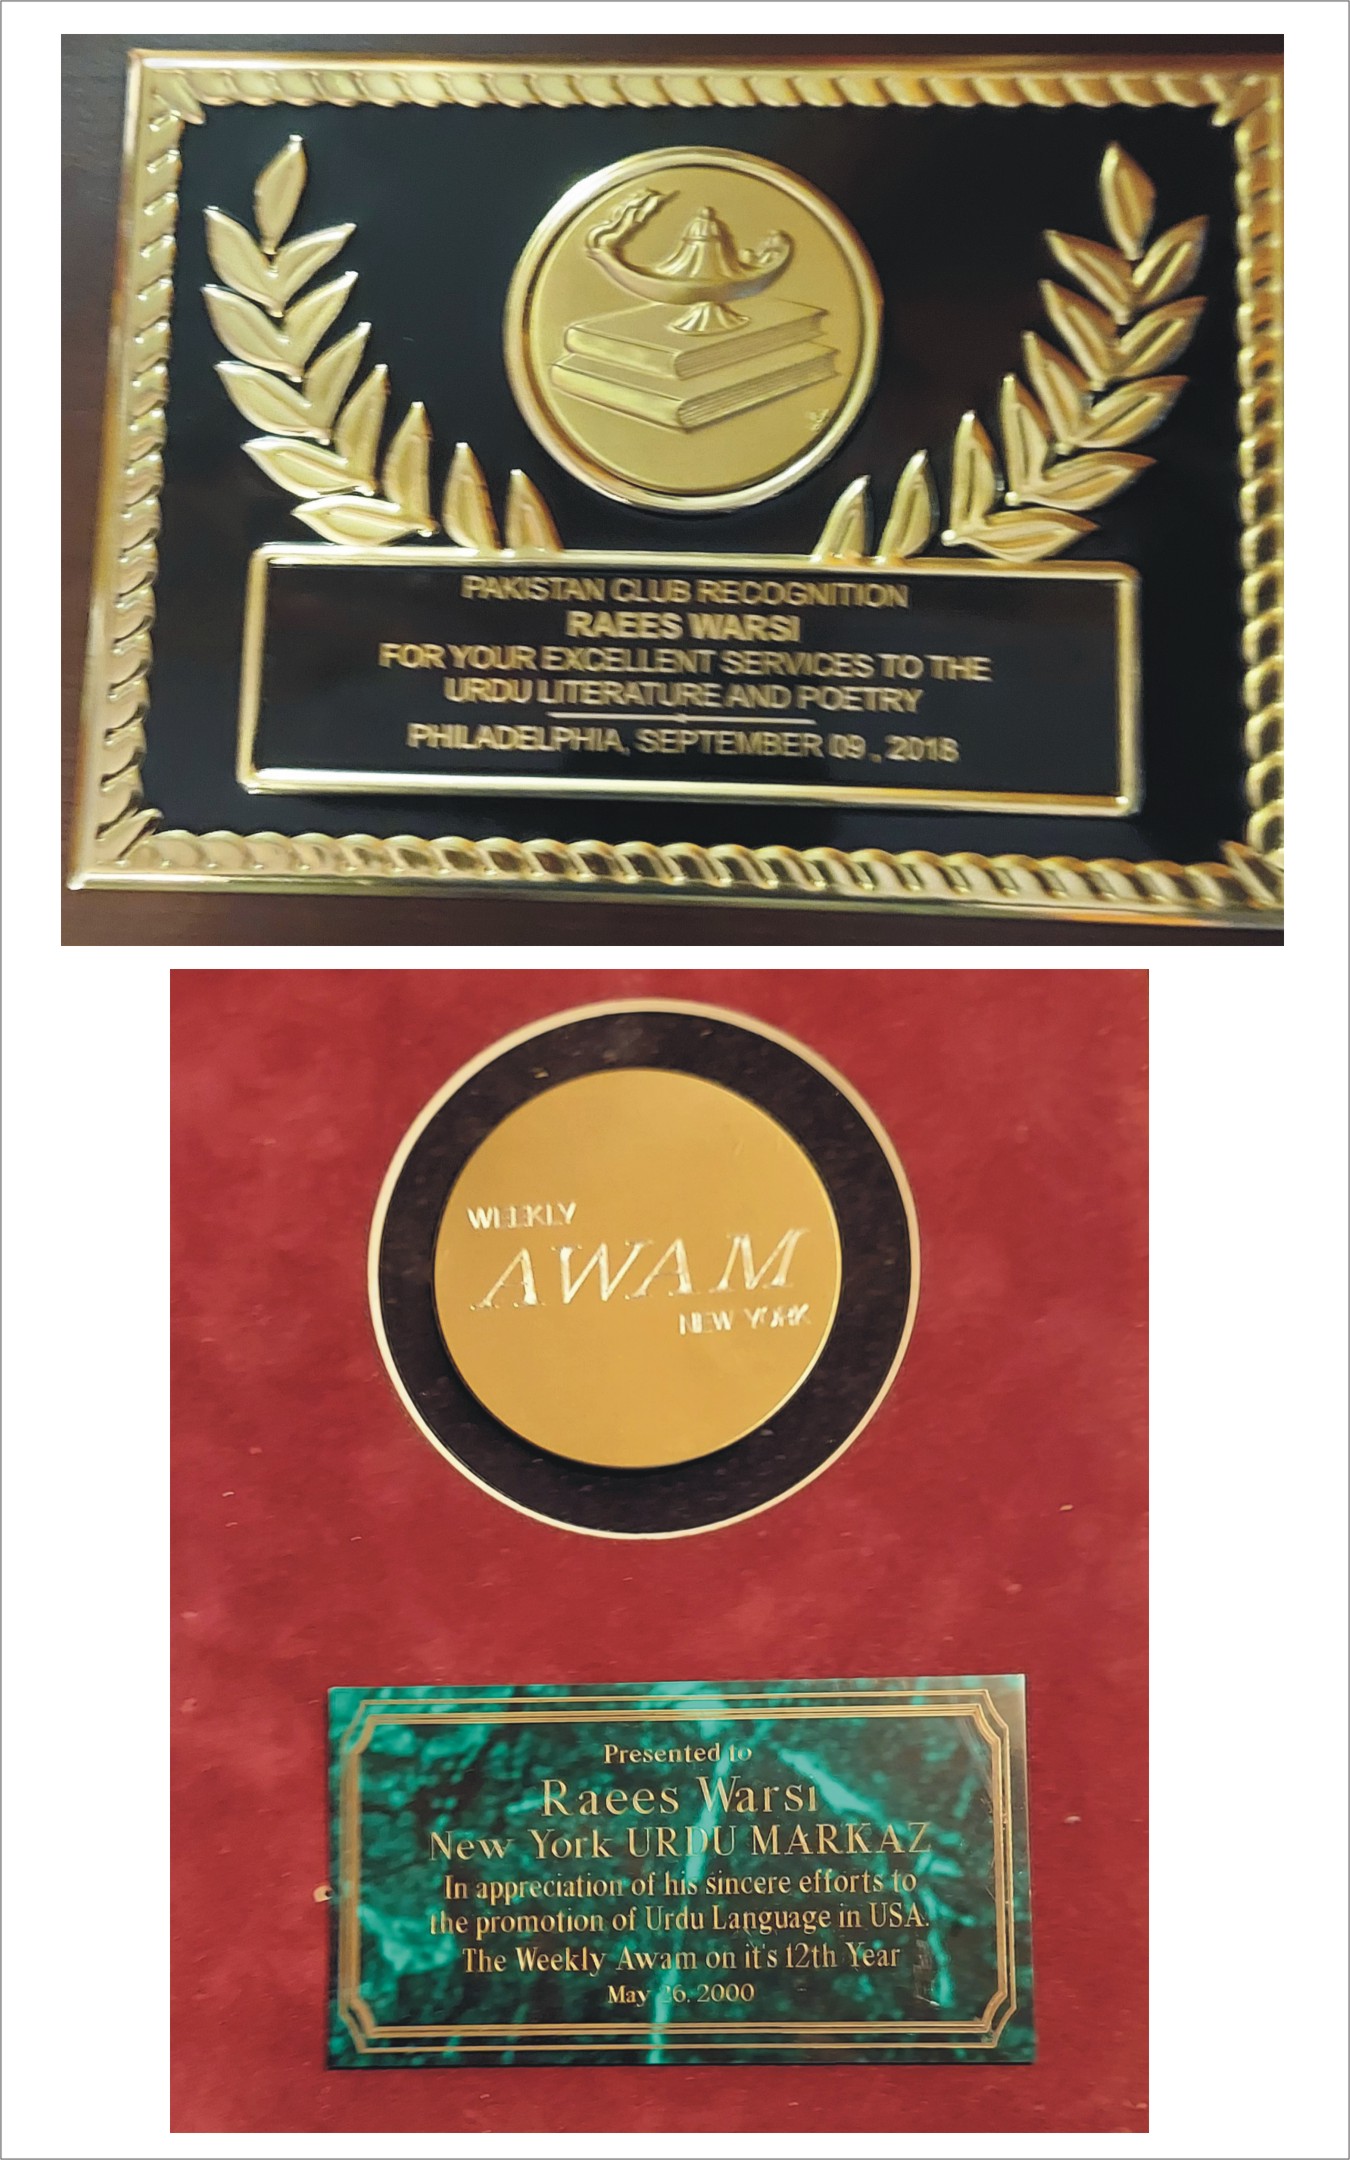 PAKISTAN CLUB RECOGNITION
RAEES WARSI
FOR YOUR EXCELLENT SERVICES TO THE
URDU LITERATURE AND POETRY
PHILADELPHIA, SEPTEMBER 09, 2018
WEEKLY
AWAM
NEW YORK
Presented to
Raees Warsi
New York URDU MARKAZ
In appreciation of his sincere efforts to
the promotion of Urdu Language in USA.
The Weekly Awam on it's 12th Year
May 26, 2000